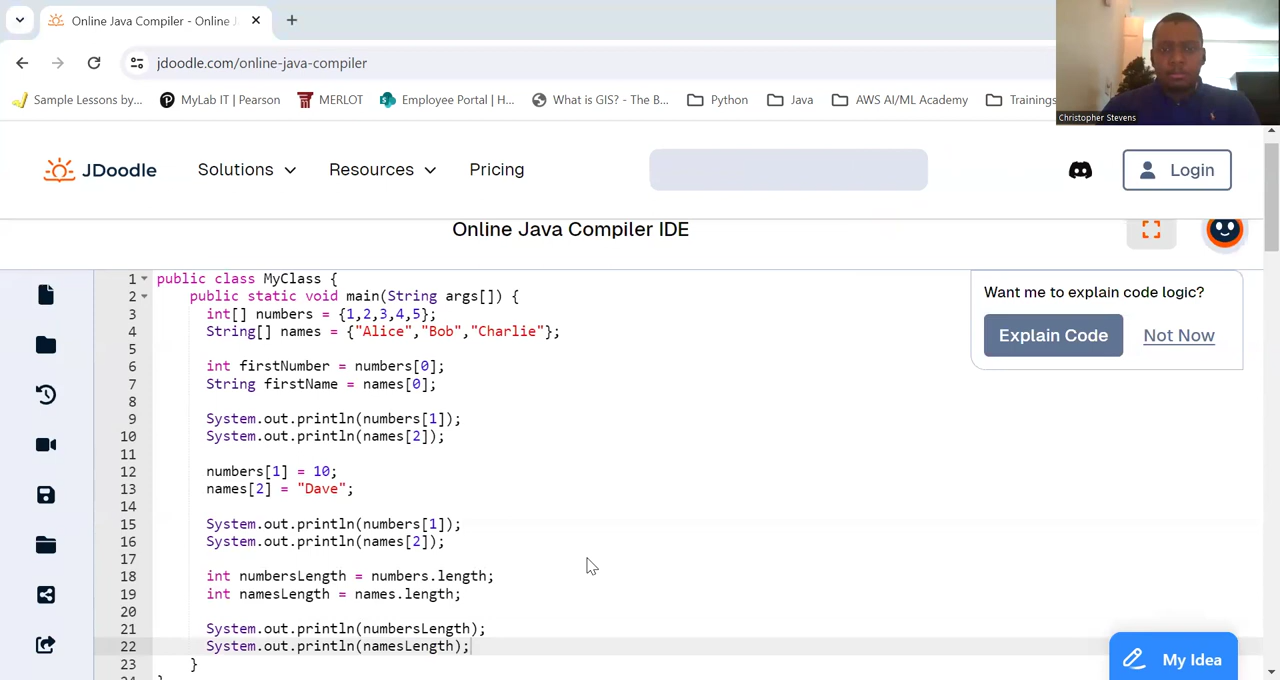 Online Java Compiler - Online J
jdoodle.com/online-java-compiler
Sample Lessons by... MyLab IT | Pearson MERLOT Employee Portal | H... What is GIS? - The B... Python Java AWS AI/ML Academy Trainings
Christopher Stevens
JDoodle Solutions Resources Pricing Login
Online Java Compiler IDE
Want me to explain code logic?
Explain Code Not Now
1 public class MyClass {
2 public static void main(String args[]) {
3 int[] numbers = {1,2,3,4,5};
4 String[] names = {"Alice","Bob","Charlie"};
5
6 int firstNumber = numbers[0];
7 String firstName = names[0];
8
9 System.out.println(numbers[1]);
10 System.out.println(names[2]);
11
12 numbers[1] = 10;
13 names[2] = "Dave";
14
15 System.out.println(numbers[1]);
16 System.out.println(names[2]);
17
18 int numbersLength = numbers.length;
19 int namesLength = names.length;
20
21 System.out.println(numbersLength);
22 System.out.println(namesLength);
23 }
My Idea